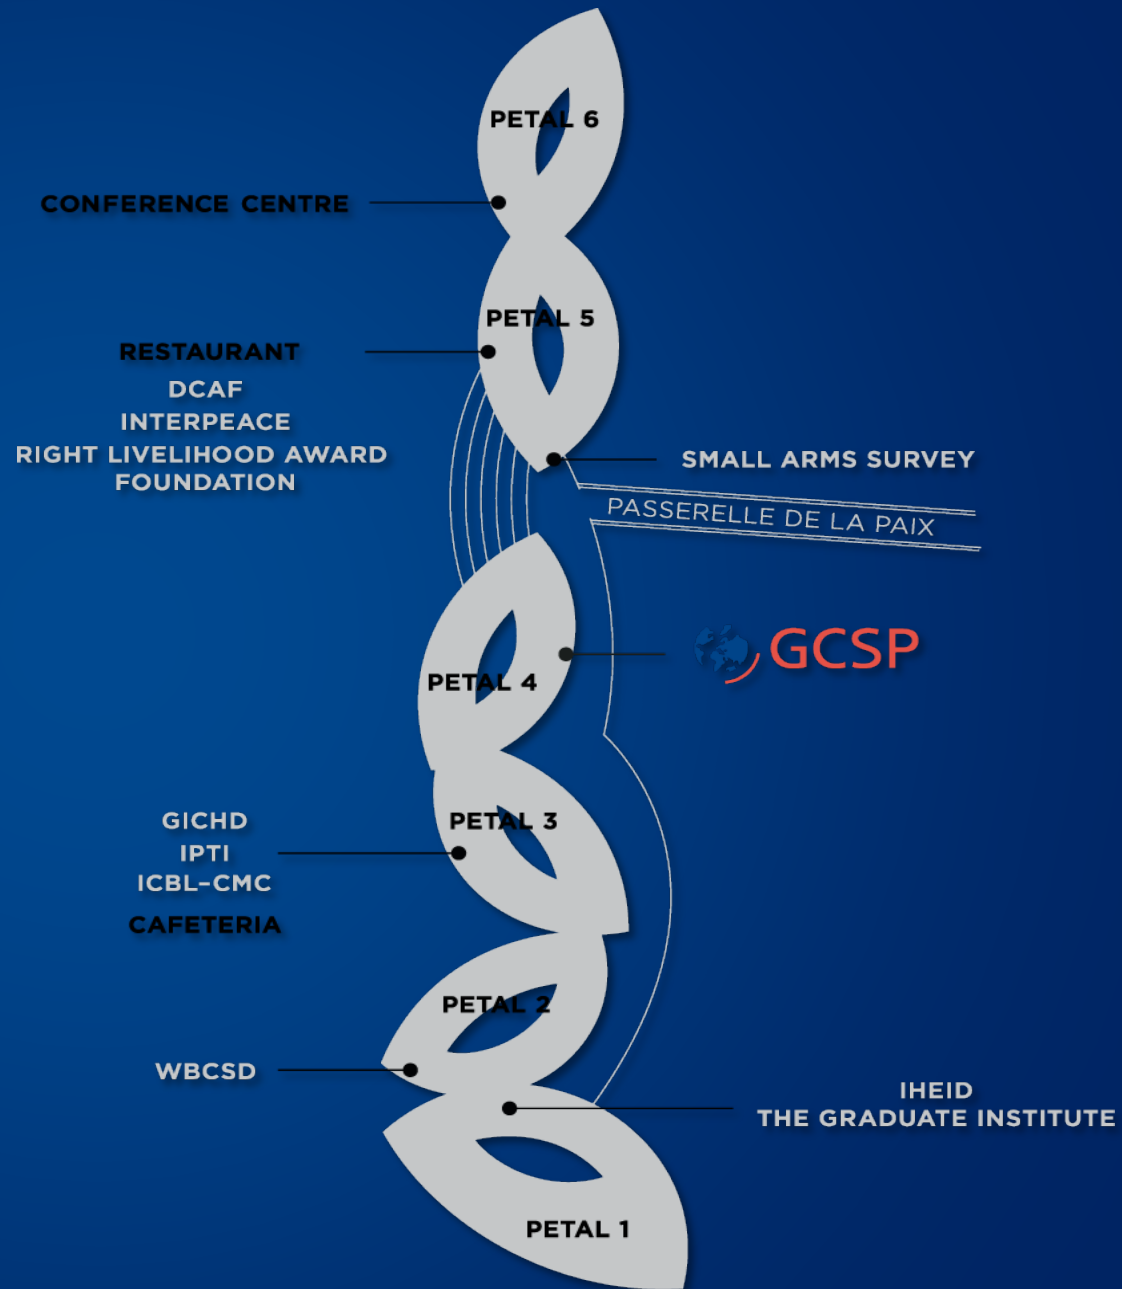 PETAL 6
CONFERENCE CENTRE
PETAL 5
RESTAURANT
DCAF
INTERPEACE
RIGHT LIVELIHOOD AWARD
FOUNDATION
SMALL ARMS SURVEY
PASSERELLE DE LA PAIX
GCSP
PETAL 4
GICHD
PETAL 3
IPTI
ICBL-CMC
CAFETERIA
PETAL 2
WBCSD
IHEID
THE GRADUATE INSTITUTE
PETAL 1